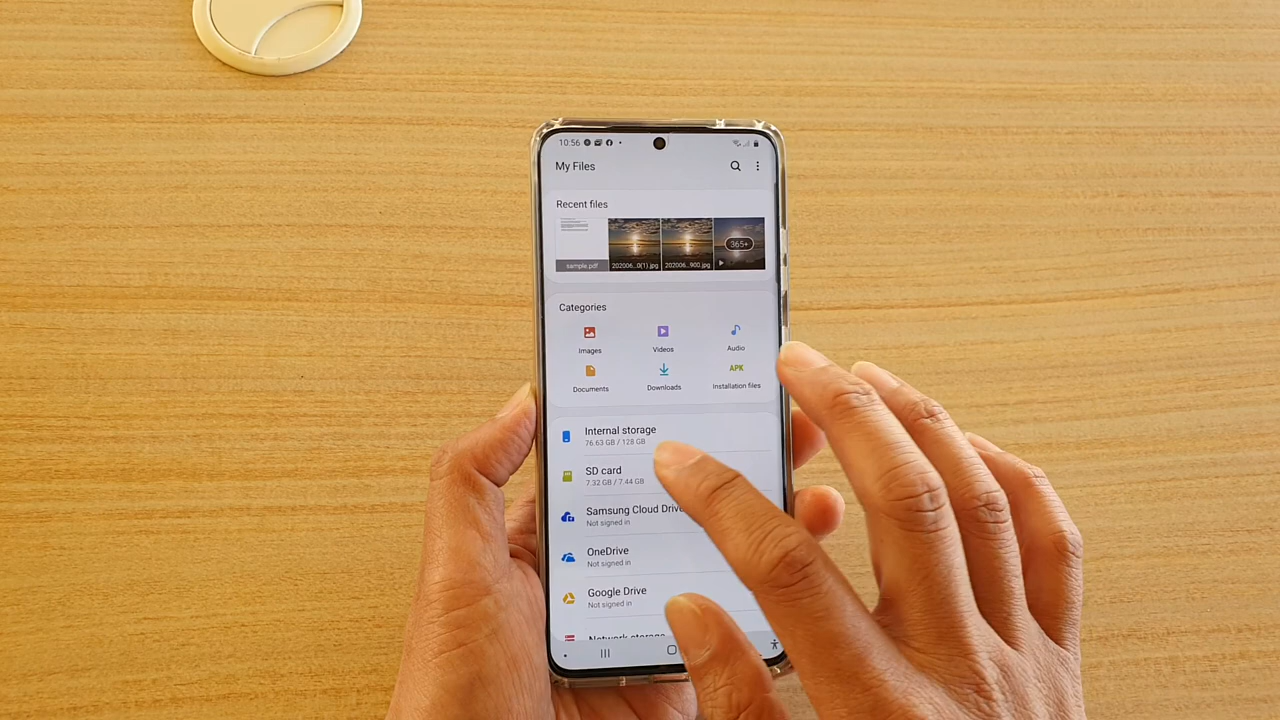 10:56
My Files
Recent files
sample.pdf
202006...0(1).jpg
202006...900.jpg
365+
Categories
Images
Videos
Audio
Documents
Downloads
APK
Installation files
Internal storage
76.63 GB / 128 GB
SD card
7.32 GB / 7.44 GB
Samsung Cloud Drive
Not signed in
OneDrive
Not signed in
Google Drive
Not signed in
Network storage